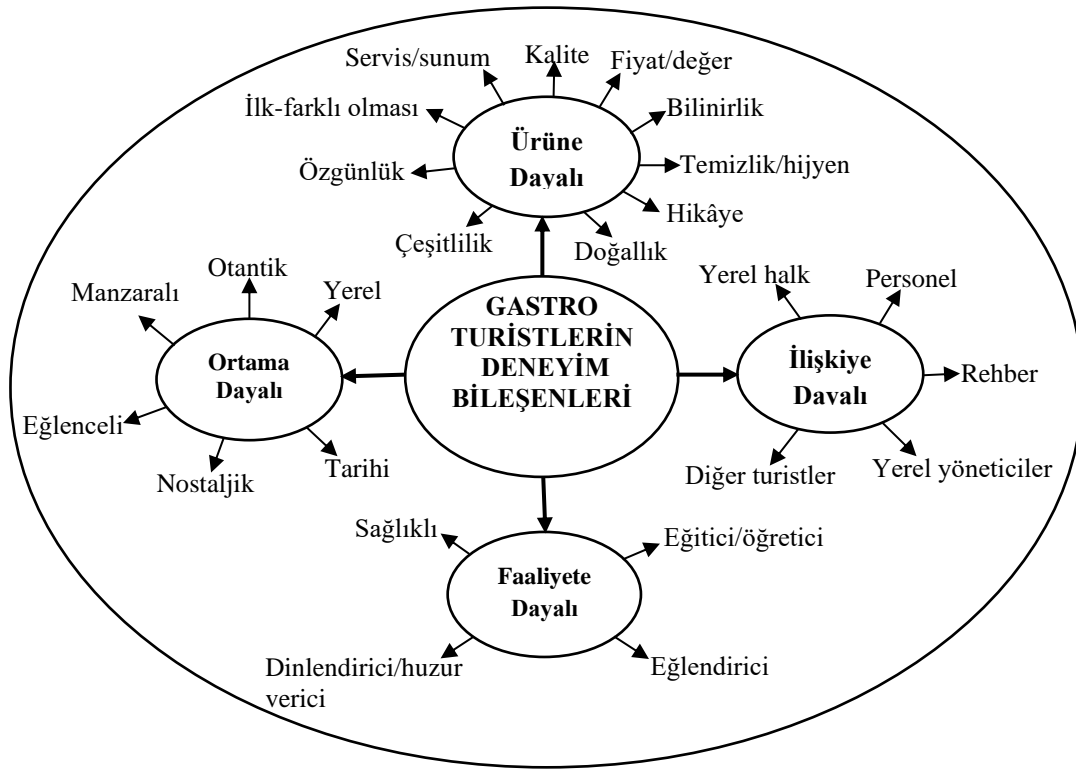 Servis/sunum
Kalite
Fiyat/değer
İlk-farklı olması
Bilinirlik
Ürüne
Dayalı
Özgünlük
Temizlik/hijyen
Hikâye
Çeşitlilik
Doğallık
Otantik
Manzaralı
Yerel
Ortama
Dayalı
Eğlenceli
Nostaljik
Tarihi
GASTRO
TURİSTLERİN
DENEYİM
BİLEŞENLERİ
Yerel halk
Personel
İlişkiye
Davalı
Rehber
Diğer turistler
Yerel yöneticiler
Sağlıklı
Eğitici/öğretici
Faaliyete
Dayalı
Dinlendirici/huzur
verici
Eğlendirici